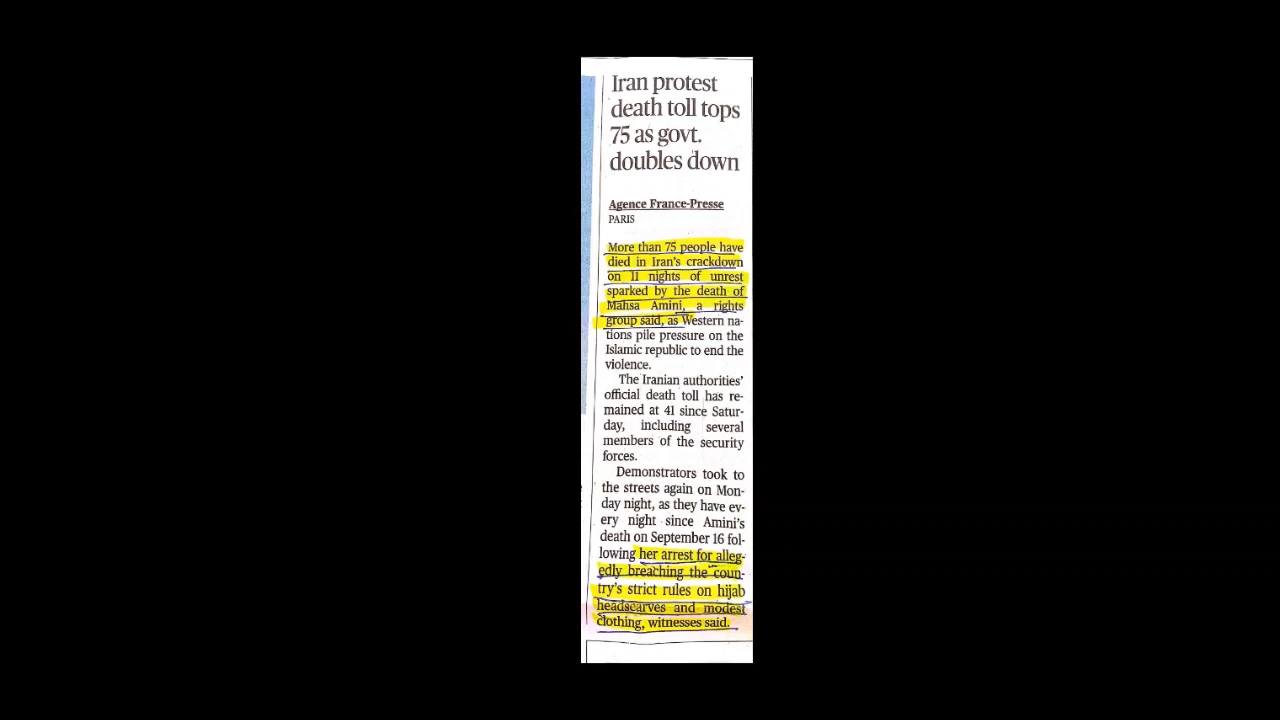 Iran protest
death toll tops
75 as govt.
doubles down
Agence France-Presse
PARIS
More than 75 people have
died in Iran's crackdown
on 11 nights of unrest
sparked by the death of
Mahsa Amini, a rights
group said, as Western na-
tions pile pressure on the
Islamic republic to end the
violence.
The Iranian authorities'
official death toll has re-
mained at 41 since Satur-
day, including several
members of the security
forces.
Demonstrators took to
the streets again on Mon-
day night, as they have ev-
ery night since Amini's
death on September 16 fol-
lowing her arrest for alleg-
edly breaching the coun-
try's strict rules on hijab
headscarves and modest
clothing, witnesses said.